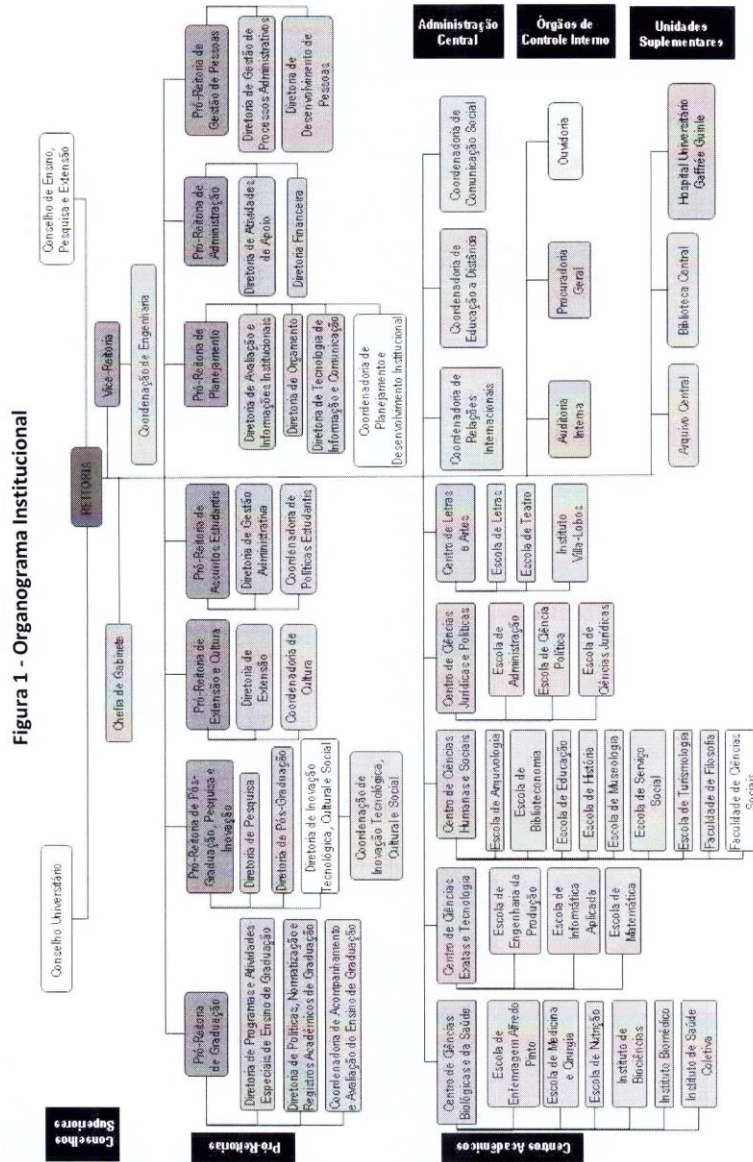 Figura 1 - Organograma Institucional
Conselhos
Superiores
Conselho Universitário
Conselho de Ensino,
Pesquisa e Extensão
REITORIA
Vice-Reitoria
Chefia de Gabinete
Coordenação de Engenharia
Pró-Reitorias
Pró-Reitoria
de Graduação
Diretoria de Programas e Atividades
Especiais de Ensino de Graduação
Diretoria de Políticas, Normatização e
Registros Acadêmicos de Graduação
Coordenadoria de Acompanhamento
e Avaliação do Ensino de Graduação
Pró-Reitoria de Pós-
Graduação, Pesquisa e
Inovação
Diretoria de Pesquisa
Diretoria de Pós-Graduação
Diretoria de Inovação
Tecnológica, Cultural e Social
Coordenação de
Inovação Tecnológica,
Cultural e Social
Pró-Reitoria de
Extensão e Cultura
Diretoria de
Extensão
Coordenadoria de
Cultura
Pró-Reitoria de
Assuntos Estudantis
Diretoria de Gestão
Administrativa
Coordenadoria de
Políticas Estudantis
Pró-Reitoria de
Planejamento
Diretoria de Avaliação e
Informações Institucionais
Diretoria de Orçamento
Diretoria de Tecnologia de
Informação e Comunicação
Coordenadoria de
Planejamento e
Desenvolvimento Institucional
Pró-Reitoria de
Administração
Diretoria de Atividades
de Apoio
Diretoria Financeira
Pró-Reitoria de
Gestão de Pessoas
Diretoria de Gestão de
Processos Administrativos
Diretoria de
Desenvolvimento de
Pessoas
Centros Acadêmicos
Centro de Ciências
Biológicas e da Saúde
Escola de
Enfermagem Alfredo
Pinto
Escola de Medicina
e Cirurgia
Escola de Nutrição
Instituto de
Biociências
Instituto Biomédico
Instituto de Saúde
Coletiva
Centro de Ciências
Exatas e Tecnologia
Escola de
Engenharia da
Produção
Escola de
Informática
Aplicada
Escola de
Matemática
Centro de Ciências
Humanas e Sociais
Escola de Arquivologia
Escola de
Biblioteconomia
Escola de Educação
Escola de História
Escola de Museologia
Escola de Serviço
Social
Escola de Turismologia
Faculdade de Filosofia
Faculdade de Ciências
Sociais
Centro de Ciências
Jurídicas e Políticas
Escola de
Administração
Escola de Ciência
Política
Escola de
Ciências Jurídicas
Centro de Letras
e Artes
Escola de Letras
Escola de Teatro
Instituto
Villa-Lobos
Administração
Central
Coordenadoria de
Relações
Internacionais
Coordenadoria de
Educação a Distância
Coordenadoria de
Comunicação Social
Órgãos de
Controle Interno
Auditoria
Interna
Procuradoria
Geral
Ouvidoria
Unidades
Suplementares
Arquivo Central
Biblioteca Central
Hospital Universitário
Gaffrée Guinle